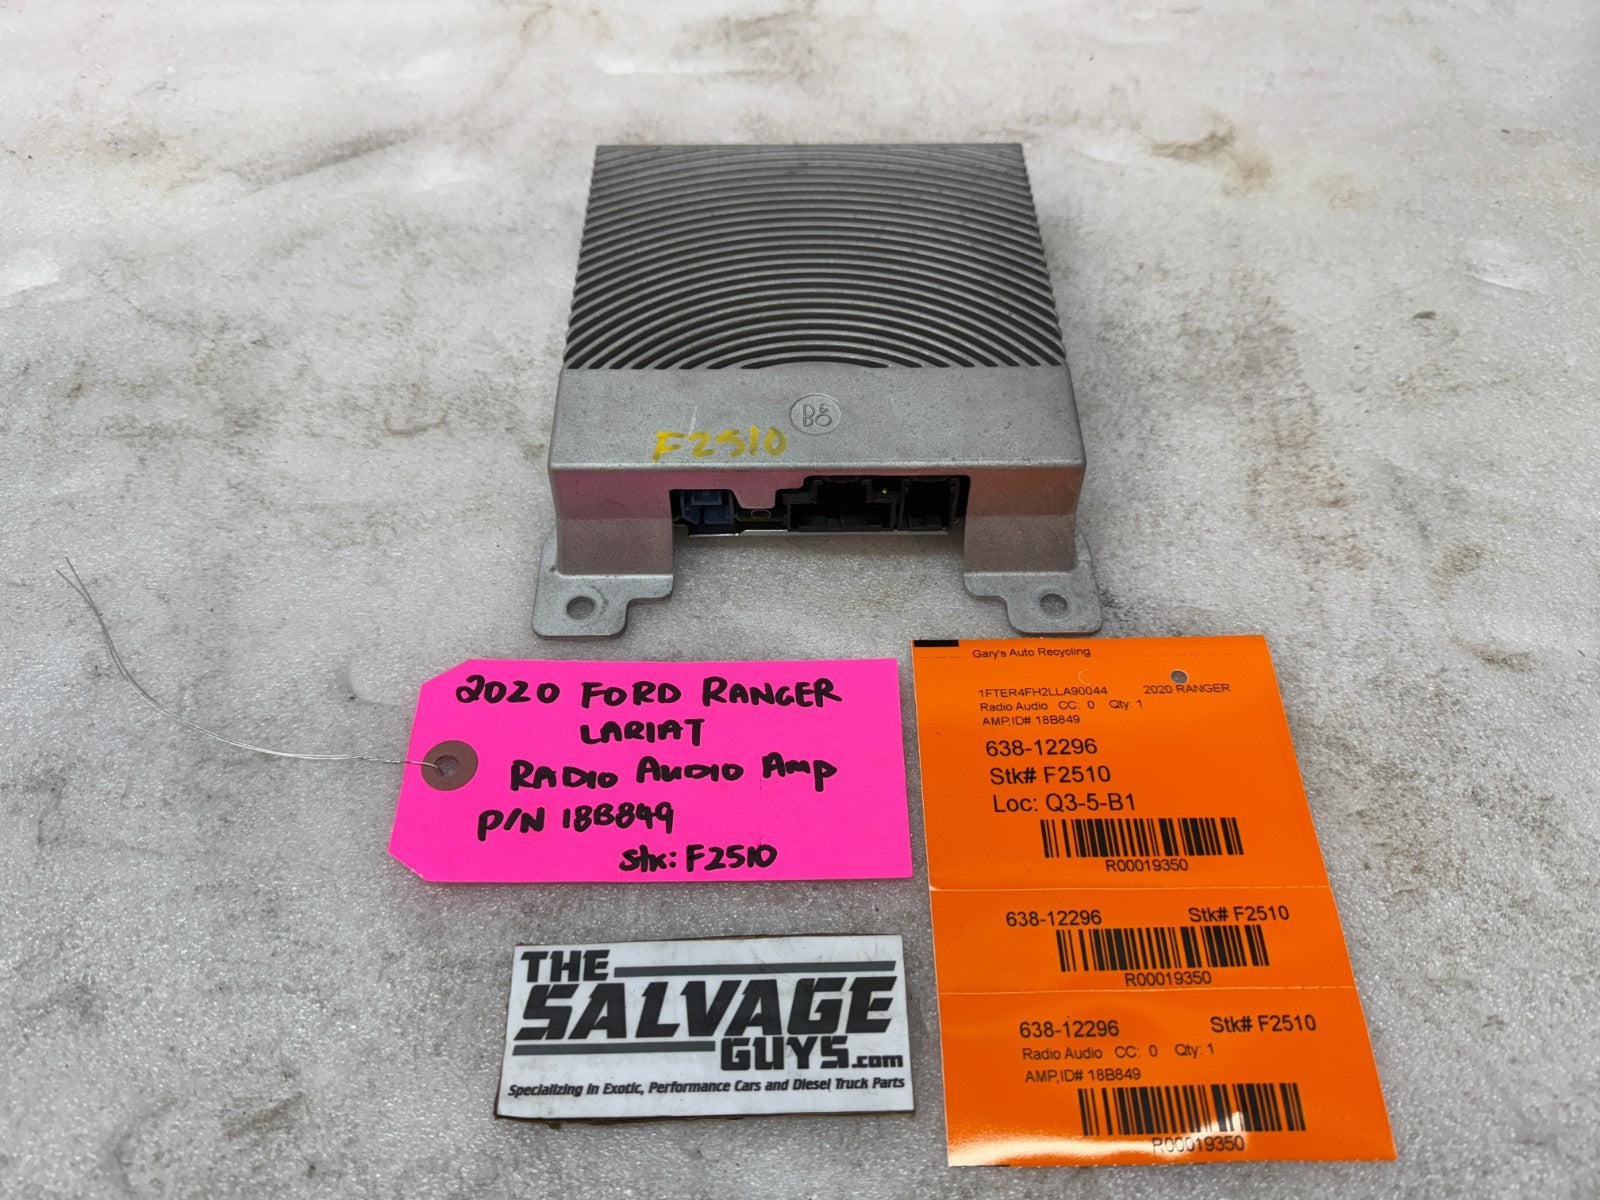 B&O
F2510
2020 FORD RANGER
LARIAT
RADIO AUDIO AMP
P/N 18B849
Stk: F2510
Gary's Auto Recycling
1FTER4FH2LLA90044 2020 RANGER
Radio Audio CC: 0 Qty: 1
AMP,ID# 18B849
638-12296
Stk# F2510
Loc: Q3-5-B1
R00019350
638-12296 Stk# F2510
R00019350
638-12296 Stk# F2510
Radio Audio CC: 0 Qty: 1
AMP,ID# 18B849
R00019350
THE
SALVAGE
GUYS.com
Specializing in Exotic, Performance Cars and Diesel Truck Parts